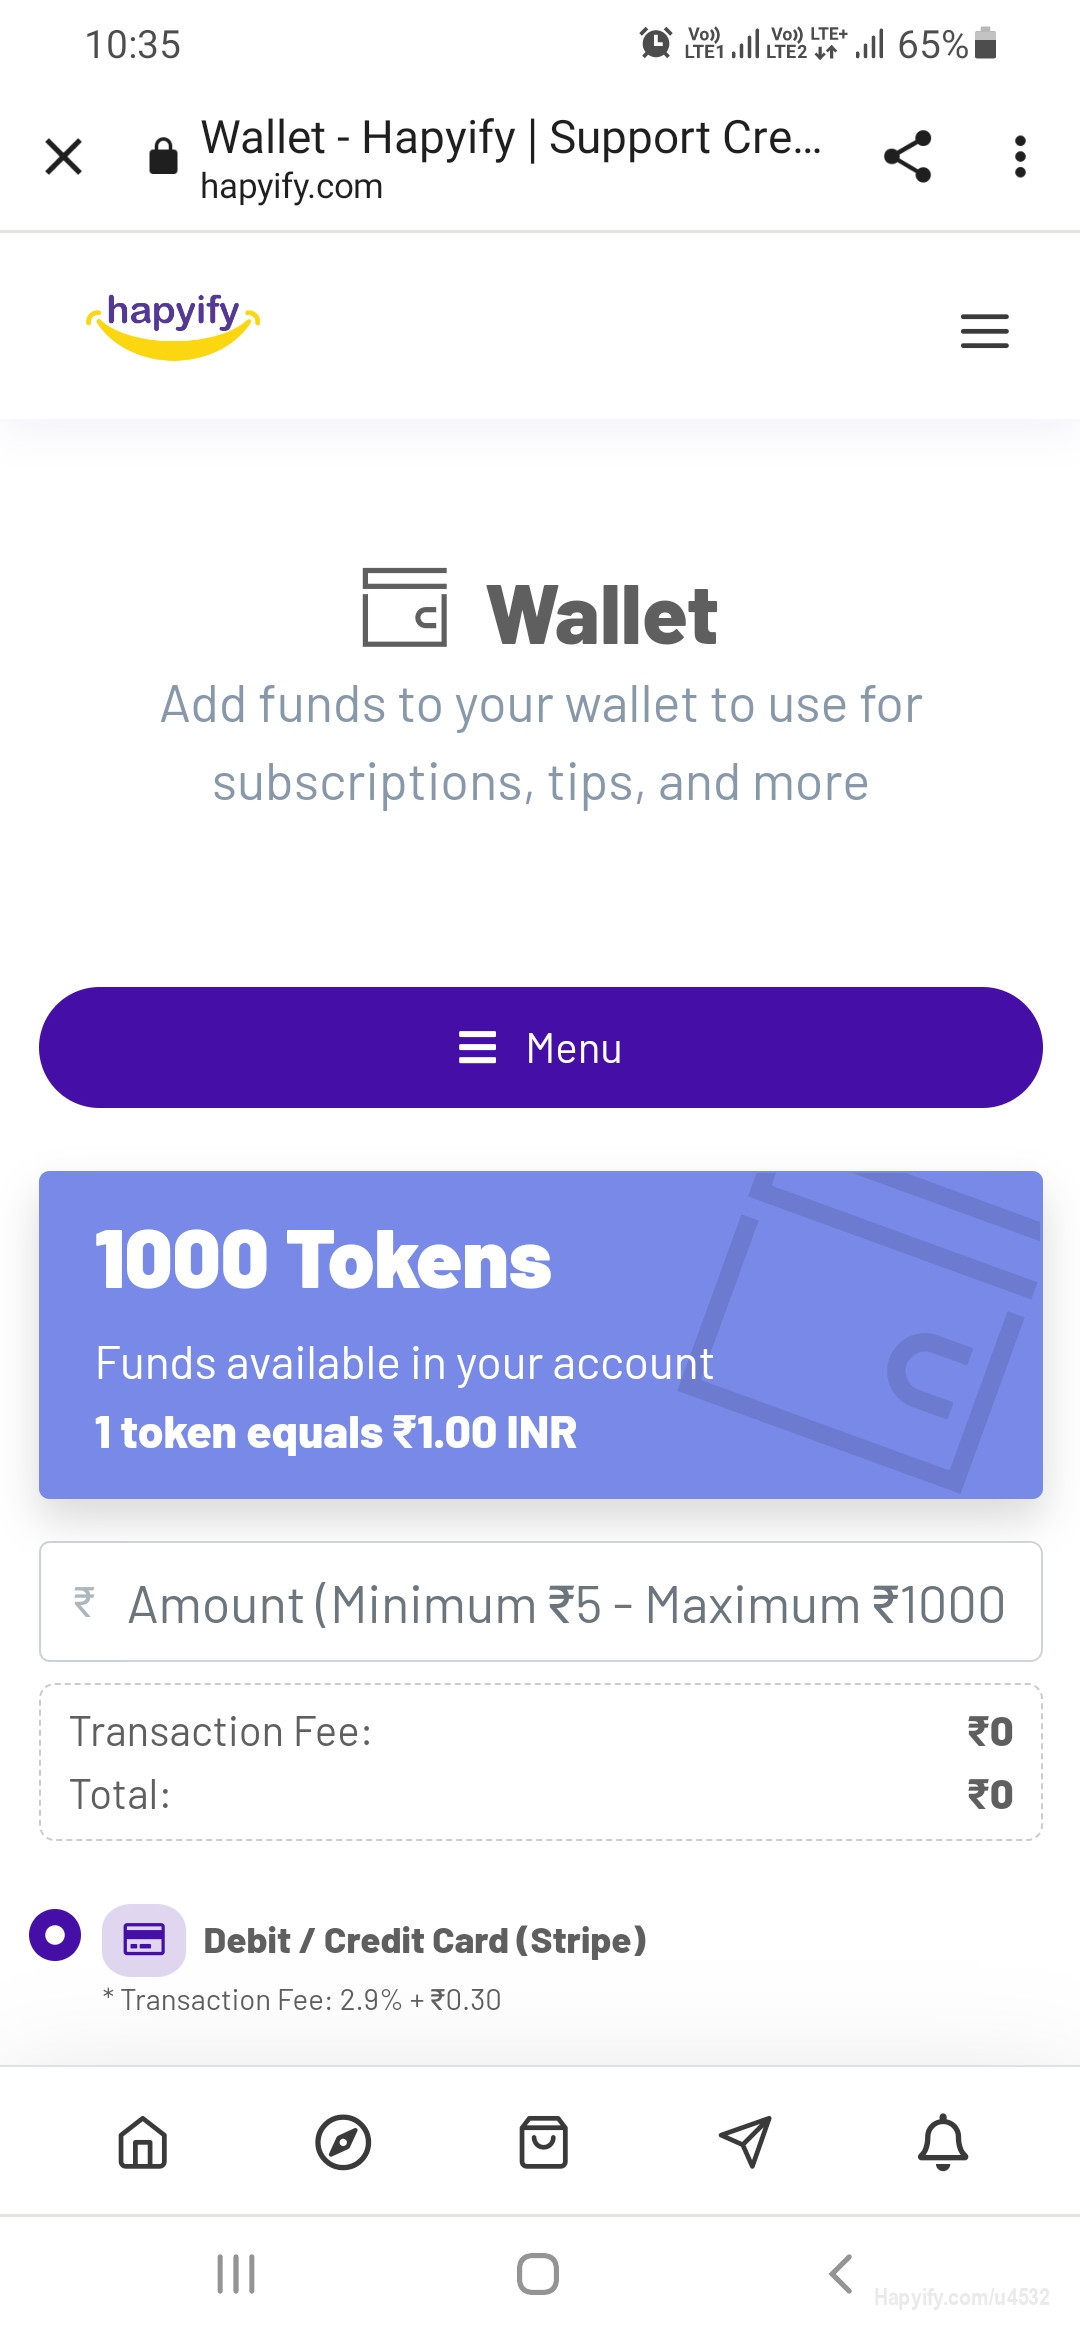 10:35
Vo)) LTE1 Vo)) LTE2 LTE+ 65%
Wallet - Hapyify | Support Cre...
hapyify.com
hapyify
Wallet
Add funds to your wallet to use for
subscriptions, tips, and more
Menu
1000 Tokens
Funds available in your account
1 token equals ₹1.00 INR
₹ Amount (Minimum ₹5 - Maximum ₹1000
Transaction Fee: ₹0
Total: ₹0
Debit / Credit Card (Stripe)
* Transaction Fee: 2.9% + ₹0.30
Hapyify.com/u4532